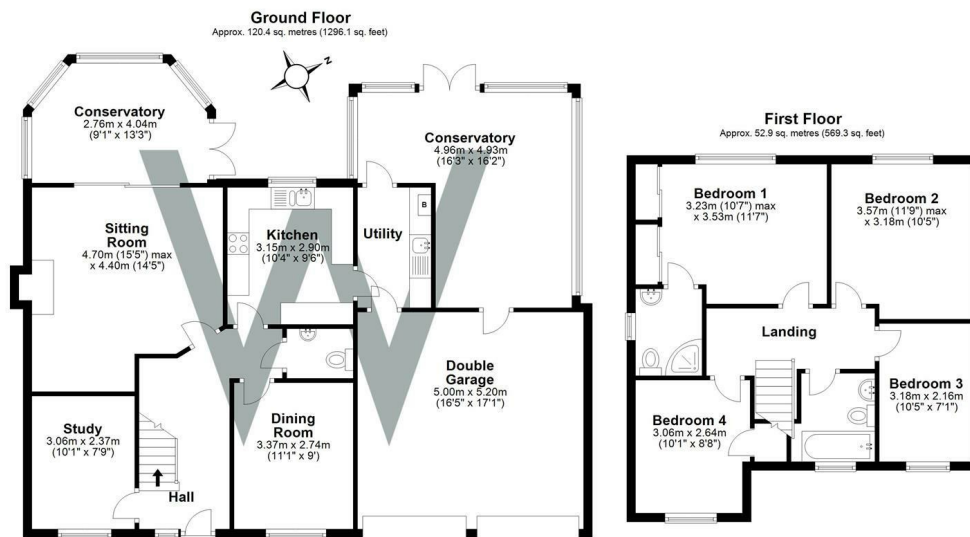 Ground Floor
Approx. 120.4 sq. metres (1296.1 sq. feet)
N
Conservatory
2.76m x 4.04m
(9'1" x 13'3")
Conservatory
4.96m x 4.93m
(16'3" x 16'2")
Sitting
Room
4.70m (15'5") max
x 4.40m (14'5")
Kitchen
3.15m x 2.90m
(10'4" x 9'6")
Utility
B
Study
3.06m x 2.37m
(10'1" x 7'9")
Hall
Dining
Room
3.37m x 2.74m
(11'1" x 9')
Double
Garage
5.00m x 5.20m
(16'5" x 17'1")
First Floor
Approx. 52.9 sq. metres (569.3 sq. feet)
Bedroom 1
3.23m (10'7") max
x 3.53m (11'7")
Bedroom 2
3.57m (11'9") max
x 3.18m (10'5")
Landing
Bedroom 3
3.18m x 2.16m
(10'5" x 7'1")
Bedroom 4
3.06m x 2.64m
(10'1" x 8'8")